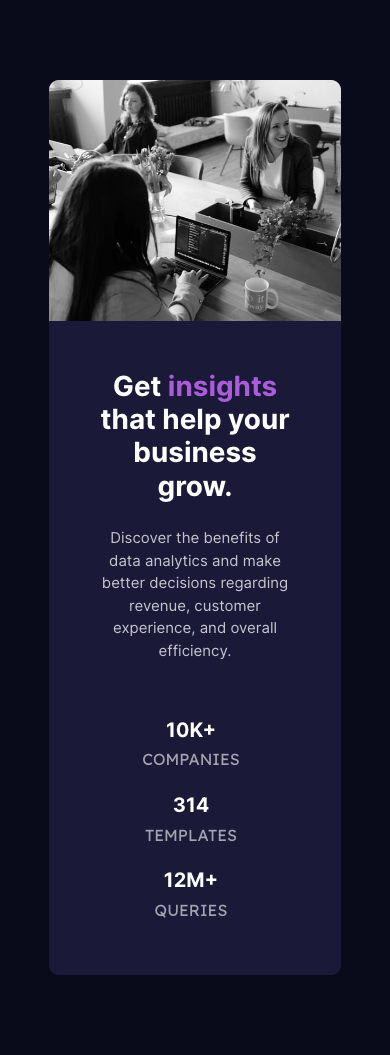 Get insights
that help your
business
grow.
Discover the benefits of
data analytics and make
better decisions regarding
revenue, customer
experience, and overall
efficiency.
10K+
COMPANIES
314
TEMPLATES
12M+
QUERIES